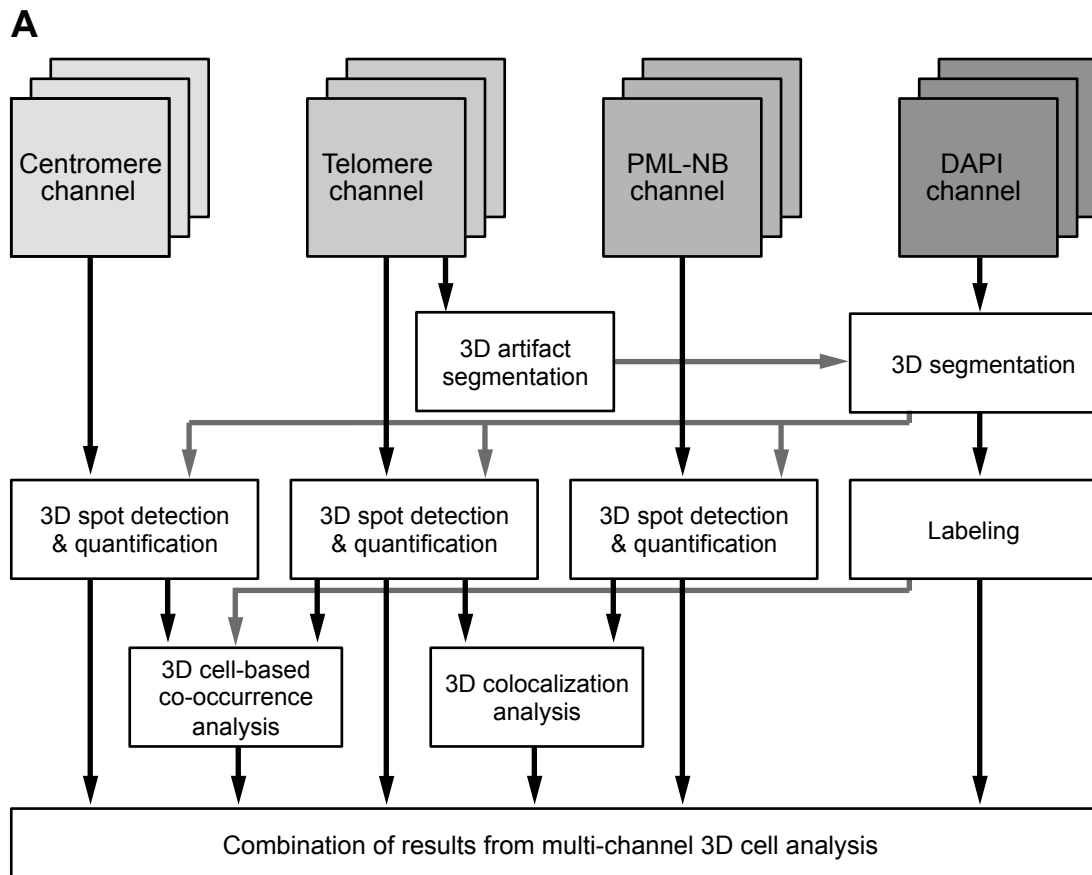 A
Centromere
channel
Telomere
channel
PML-NB
channel
DAPI
channel
3D artifact
segmentation
3D segmentation
3D spot detection
& quantification
3D spot detection
& quantification
3D spot detection
& quantification
Labeling
3D cell-based
co-occurrence
analysis
3D colocalization
analysis
Combination of results from multi-channel 3D cell analysis